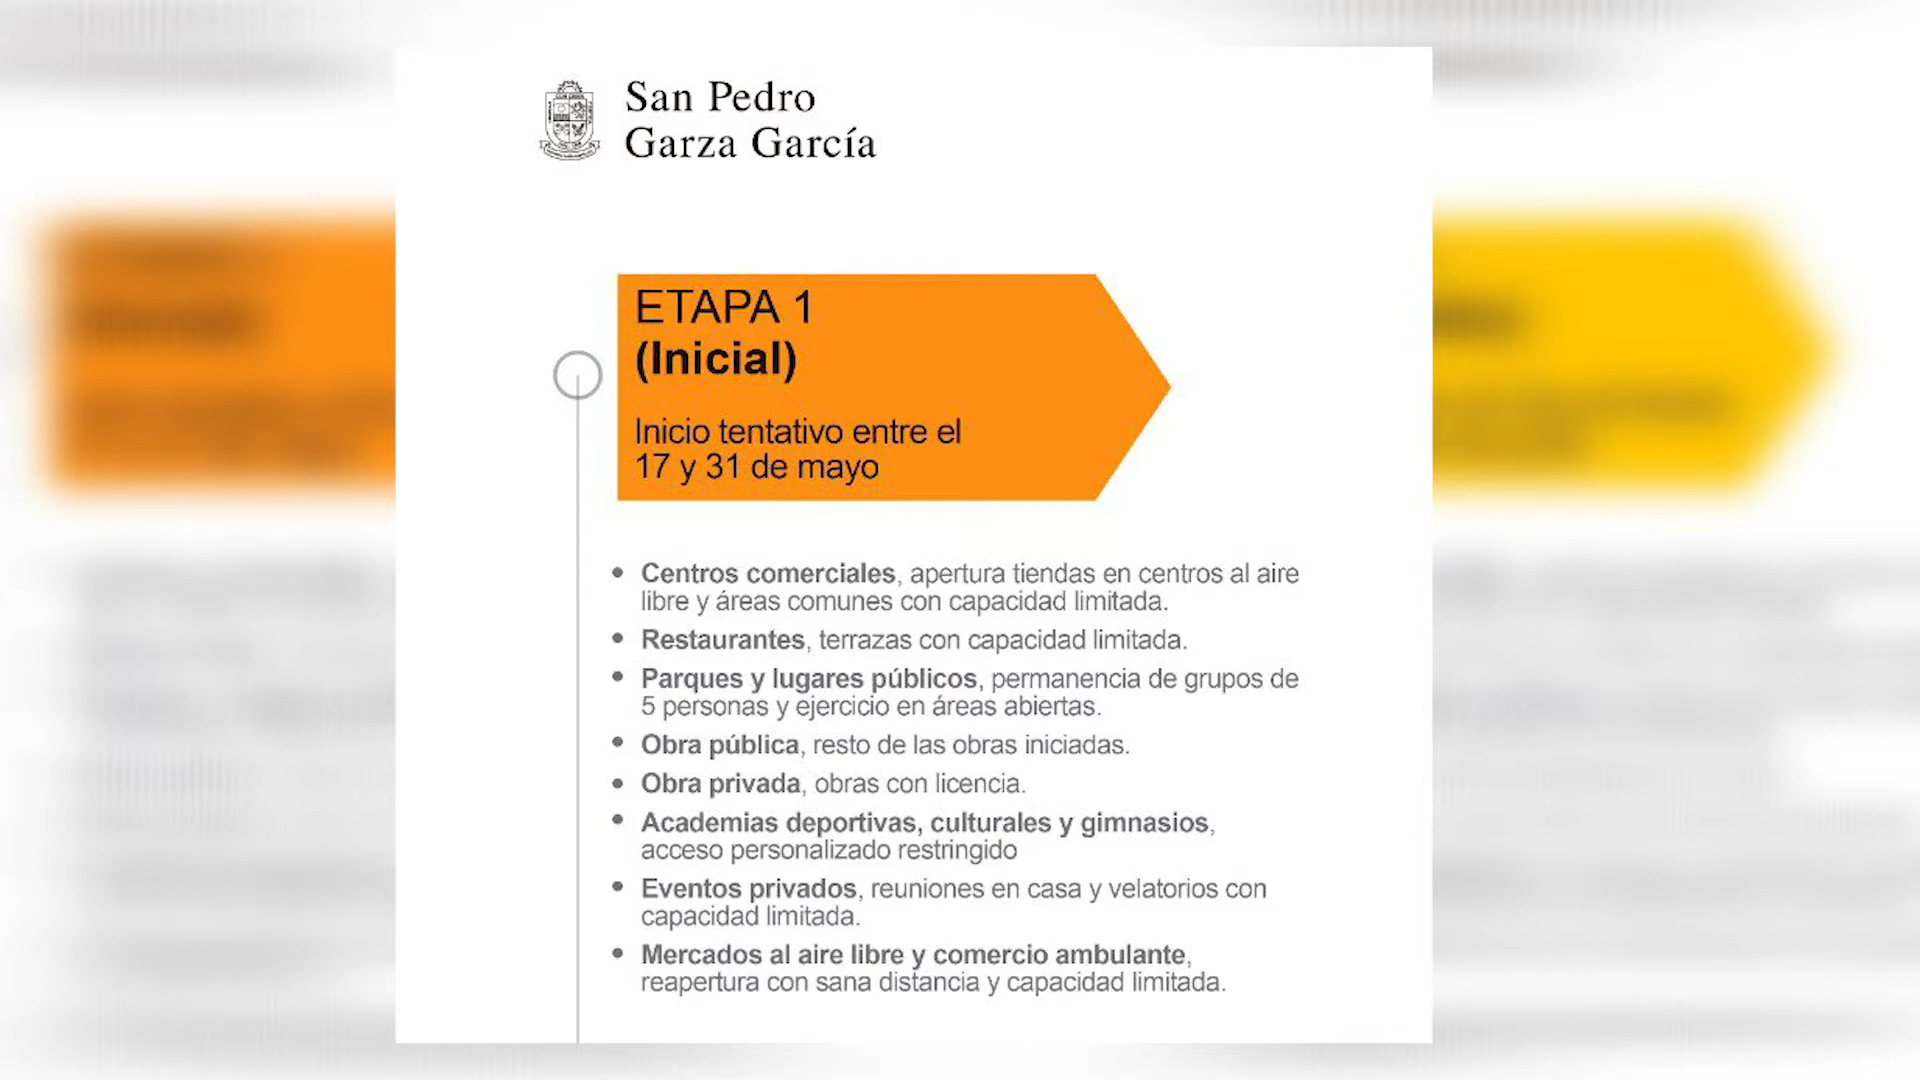 San Pedro
Garza García
ETAPA 1
(Inicial)
Inicio tentativo entre el
17 y 31 de mayo
• Centros comerciales, apertura tiendas en centros al aire
libre y áreas comunes con capacidad limitada.
• Restaurantes, terrazas con capacidad limitada.
• Parques y lugares públicos, permanencia de grupos de
5 personas y ejercicio en áreas abiertas.
• Obra pública, resto de las obras iniciadas.
• Obra privada, obras con licencia.
• Academias deportivas, culturales y gimnasios,
acceso personalizado restringido
• Eventos privados, reuniones en casa y velatorios con
capacidad limitada.
• Mercados al aire libre y comercio ambulante,
reapertura con sana distancia y capacidad limitada.